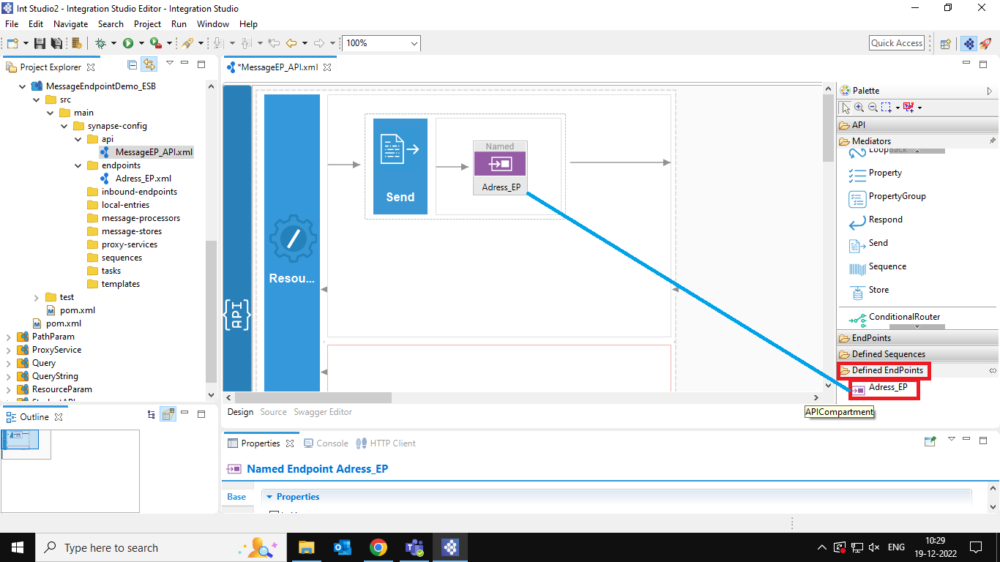 Int Studio2 - Integration Studio Editor - Integration Studio
File Edit Navigate Search Project Run Window Help
100%
Quick Access
Project Explorer
MessageEndpointDemo_ESB
src
main
synapse-config
api
MessageEP_API.xml
endpoints
Adress_EP.xml
inbound-endpoints
local-entries
message-processors
message-stores
proxy-services
sequences
tasks
templates
test
pom.xml
pom.xml
PathParam
ProxyService
Query
QueryString
ResourceParam
Outline
*MessageEP_API.xml
{API}
Resou...
Send
Named
Adress_EP
Design Source Swagger Editor
Palette
API
Mediators
Loopback
Property
PropertyGroup
Respond
Send
Sequence
Store
ConditionalRouter
EndPoints
Defined Sequences
Defined EndPoints
Adress_EP
APICompartment
Properties Console HTTP Client
Named Endpoint Adress_EP
Base
Properties
Type here to search
ENG
10:29
19-12-2022